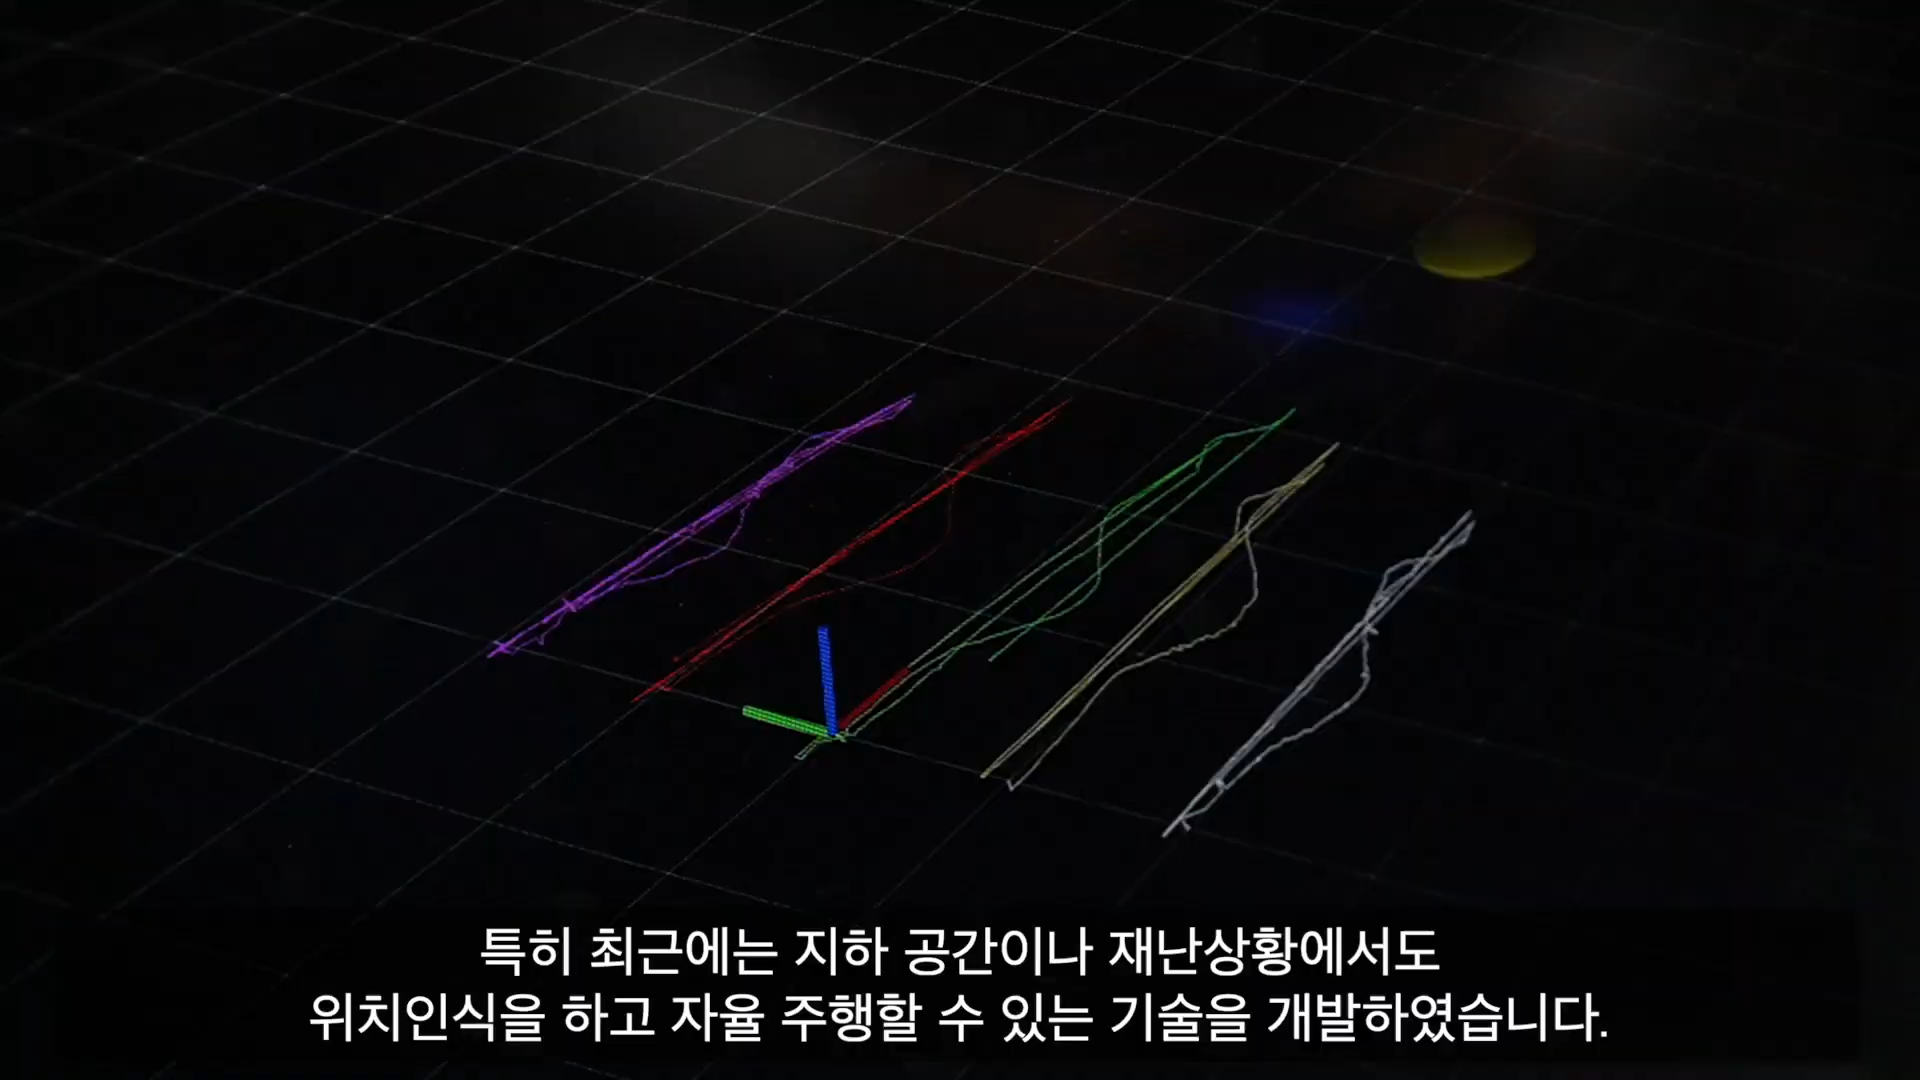 특히 최근에는 지하 공간이나 재난상황에서도
위치인식을 하고 자율 주행할 수 있는 기술을 개발하였습니다.